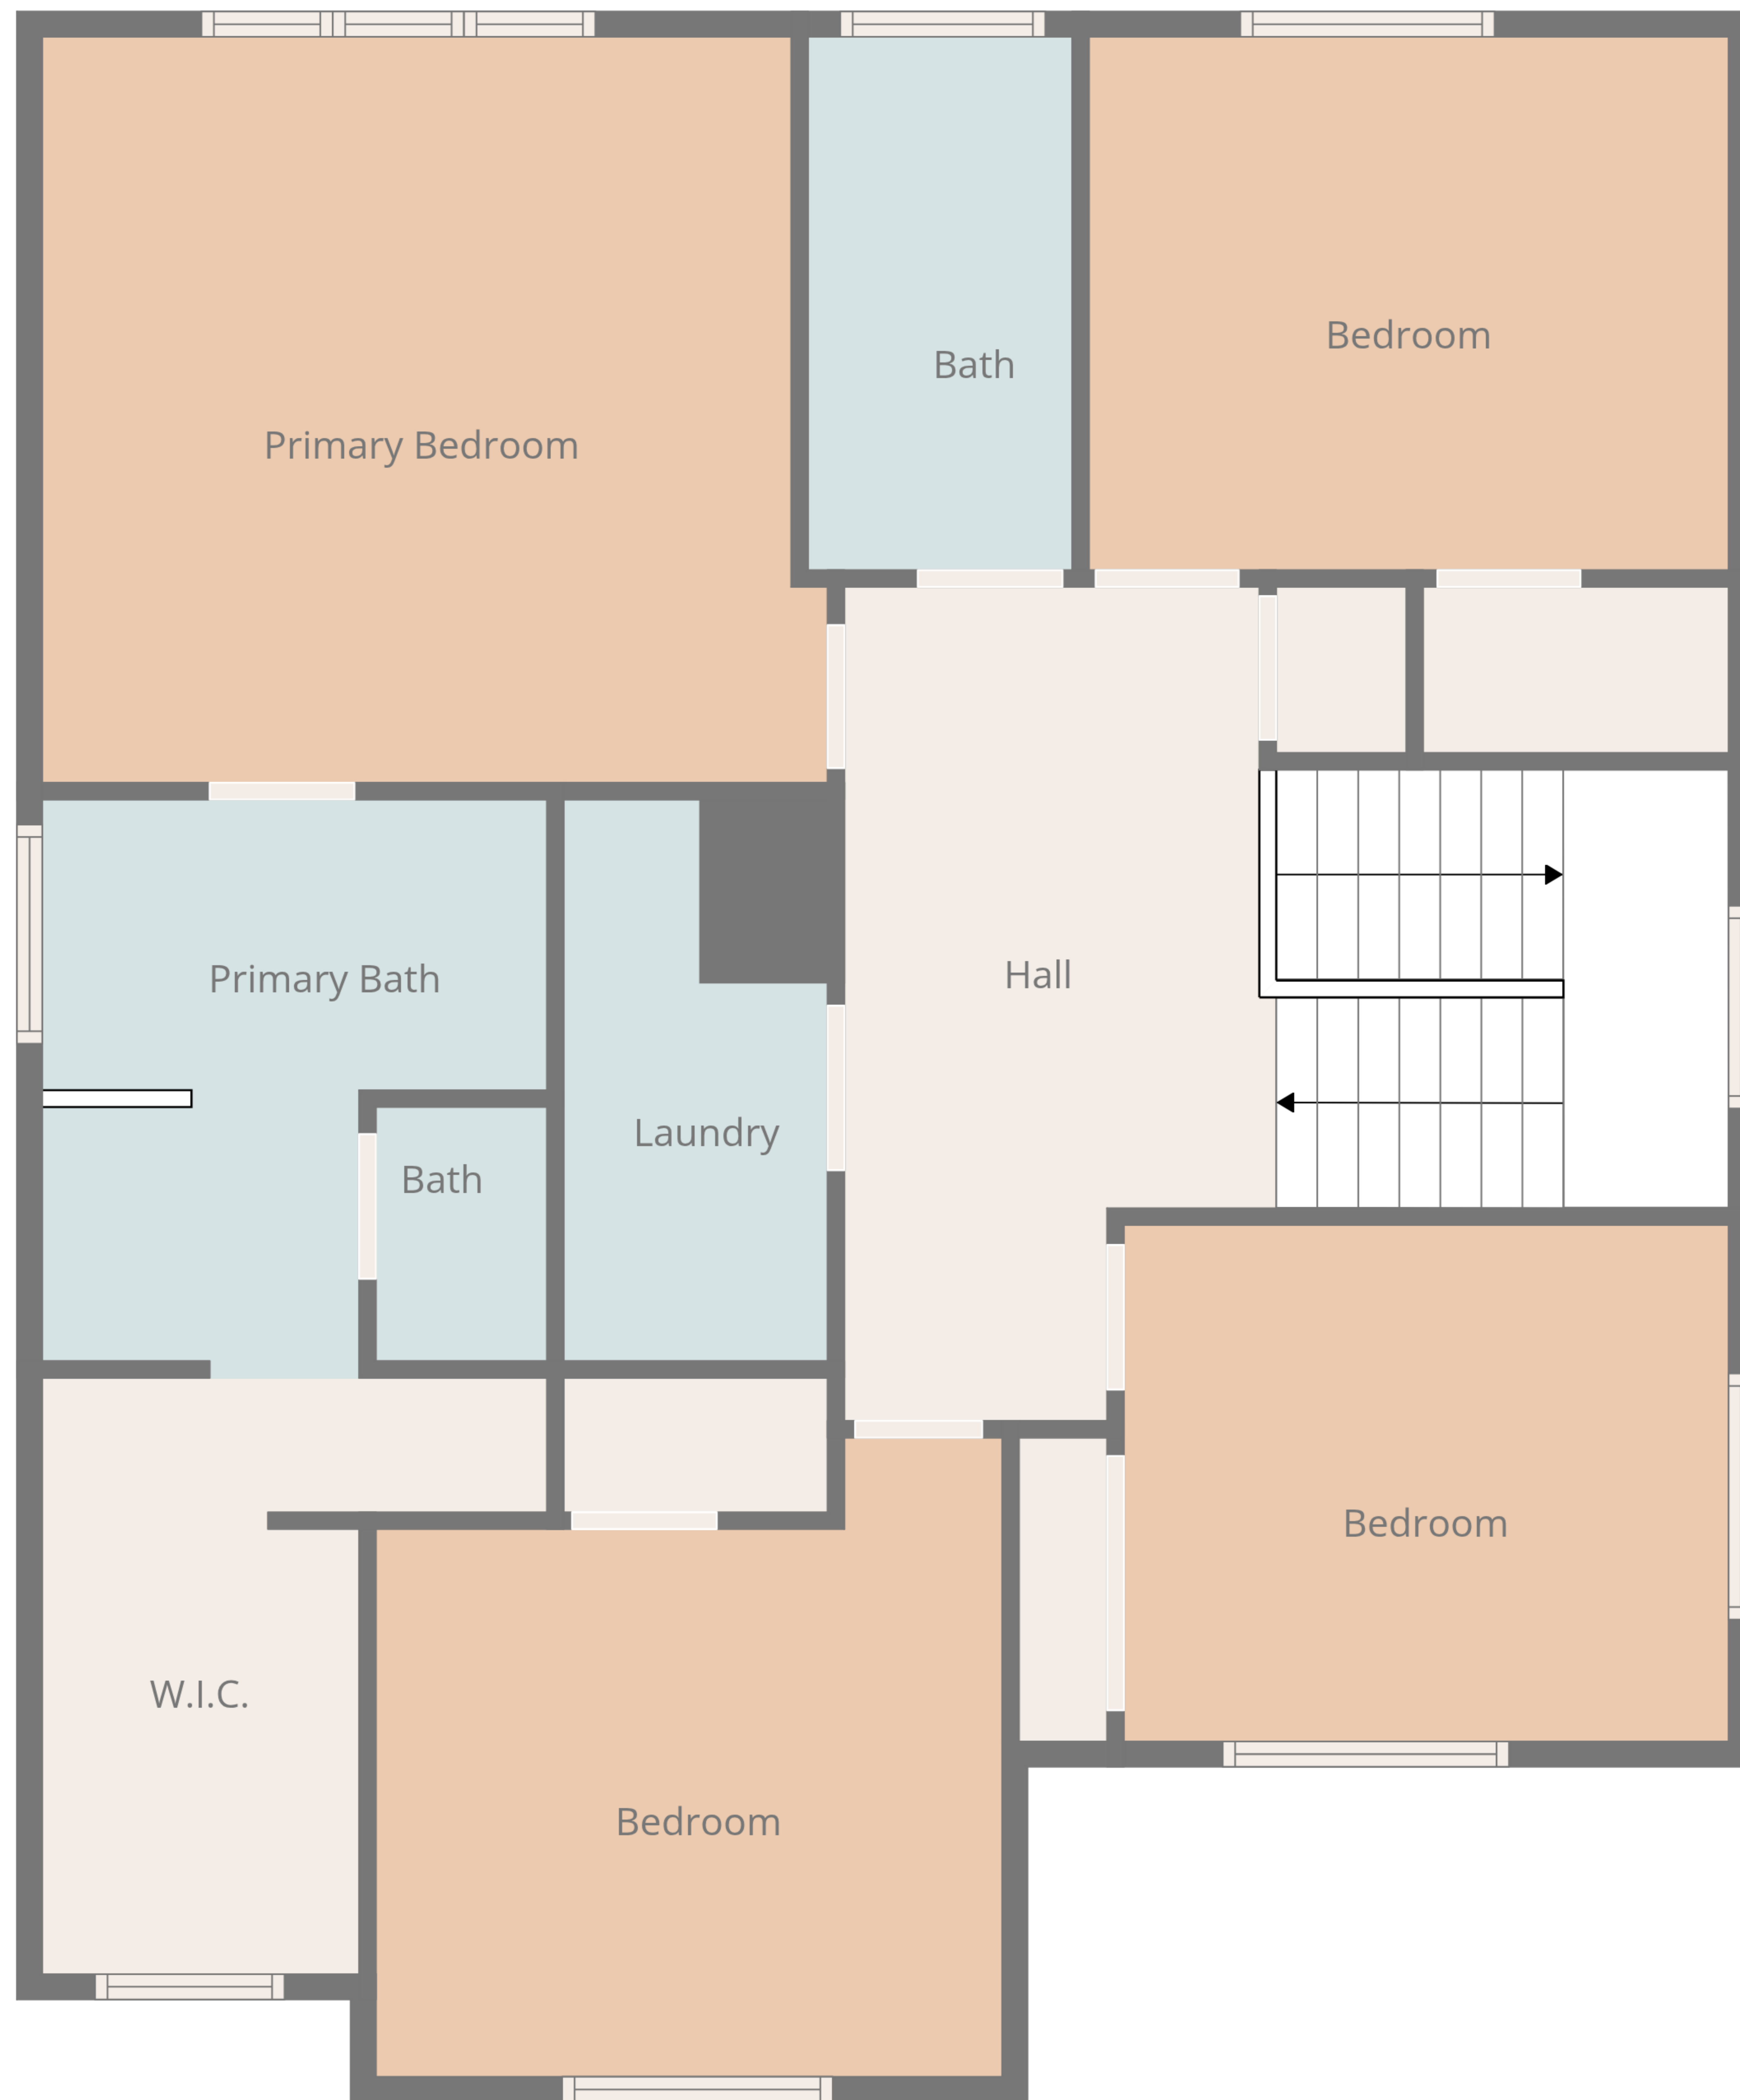 Bedroom
Bath
Primary Bedroom
Hall
Primary Bath
Laundry
Bath
Bedroom
W.I.C.
Bedroom